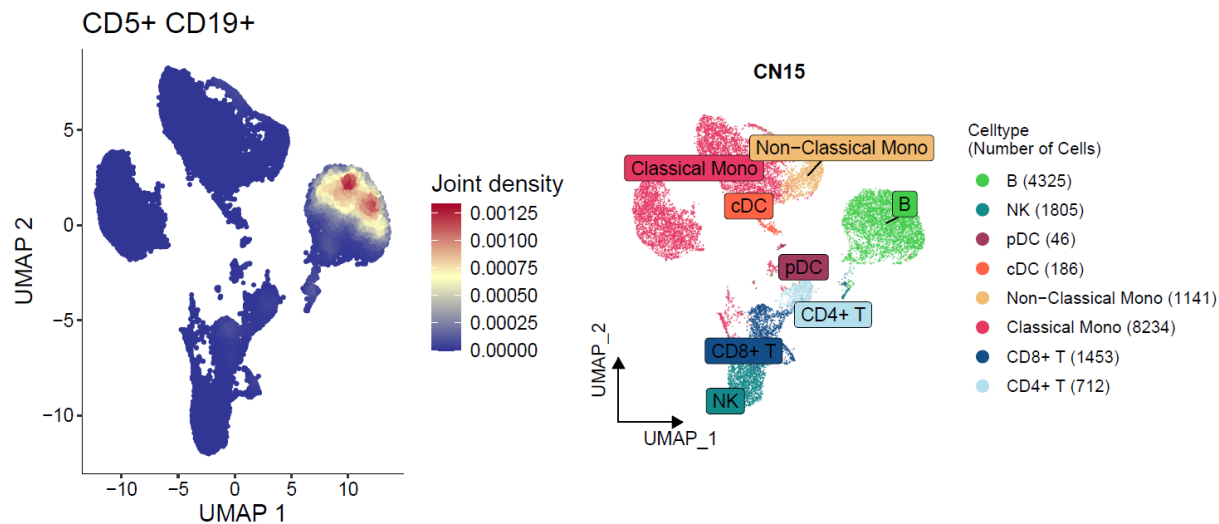 CD5+ CD19+
5
0
−5
−10
UMAP 2
−10
−5
0
5
10
UMAP 1
Joint density
0.00125
0.00100
0.00075
0.00050
0.00025
0.00000
CN15
Non−Classical Mono
Classical Mono
B
cDC
pDC
CD4+ T
CD8+ T
NK
UMAP_2
UMAP_1
Celltype
(Number of Cells)
B (4325)
NK (1805)
pDC (46)
cDC (186)
Non−Classical Mono (1141)
Classical Mono (8234)
CD8+ T (1453)
CD4+ T (712)